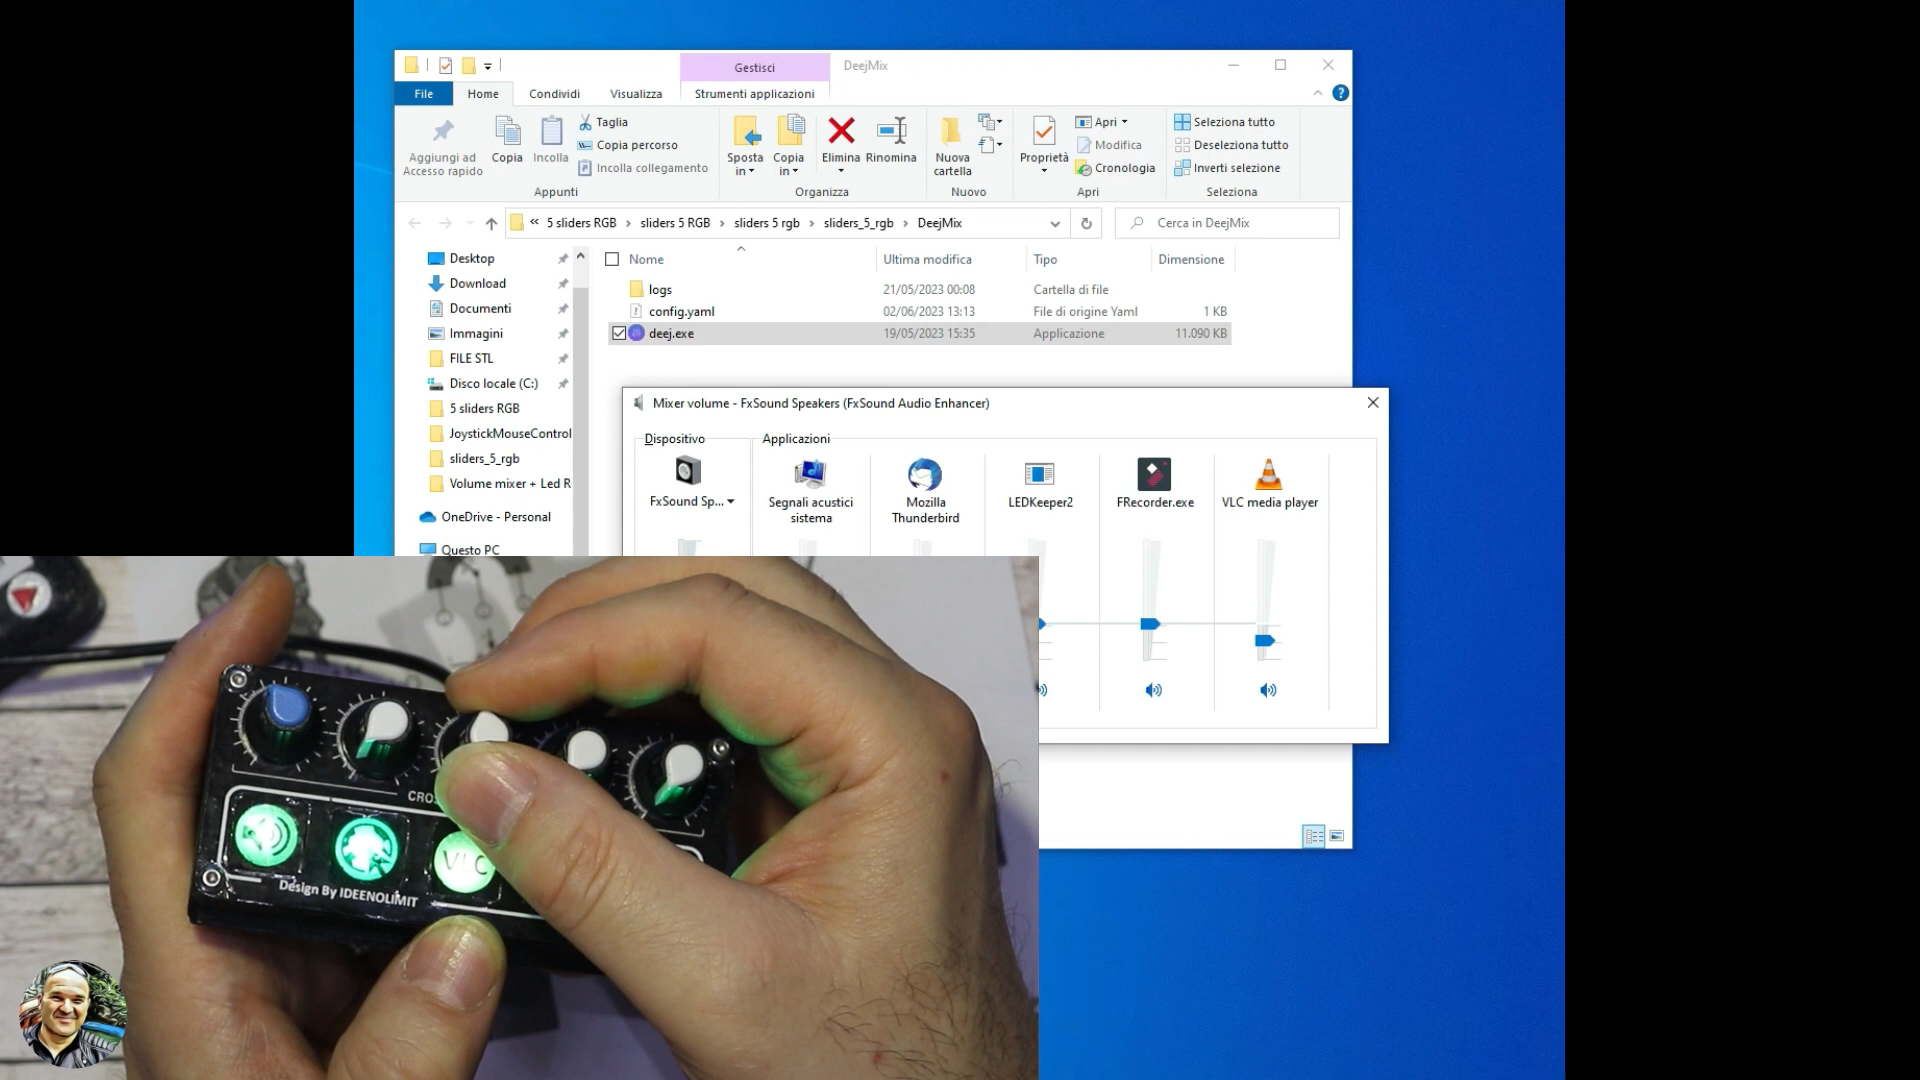 Gestisci
DeejMix
File
Home
Condividi
Visualizza
Strumenti applicazioni
Aggiungi ad
Accesso rapido
Copia
Incolla
Taglia
Copia percorso
Incolla collegamento
Appunti
Sposta
in
Copia
in
Elimina
Rinomina
Organizza
Nuova
cartella
Nuovo
Proprietà
Apri
Modifica
Cronologia
Apri
Seleziona tutto
Deseleziona tutto
Inverti selezione
Seleziona
« 5 sliders RGB › sliders 5 RGB › sliders 5 rgb › sliders_5_rgb › DeejMix
Cerca in DeejMix
Nome
Ultima modifica
Tipo
Dimensione
Desktop
Download
Documenti
Immagini
FILE STL
Disco locale (C:)
5 sliders RGB
JoystickMouseControl
sliders_5_rgb
Volume mixer + Led R
OneDrive - Personal
Questo PC
logs 21/05/2023 00:08 Cartella di file
config.yaml 02/06/2023 13:13 File di origine Yaml 1 KB
deej.exe 19/05/2023 15:35 Applicazione 11.090 KB
Mixer volume - FxSound Speakers (FxSound Audio Enhancer)
Dispositivo
Applicazioni
FxSound Sp...
Segnali acustici
sistema
Mozilla
Thunderbird
LEDKeeper2
FRecorder.exe
VLC media player
CRO
VLC
Design By IDEENOLIMIT